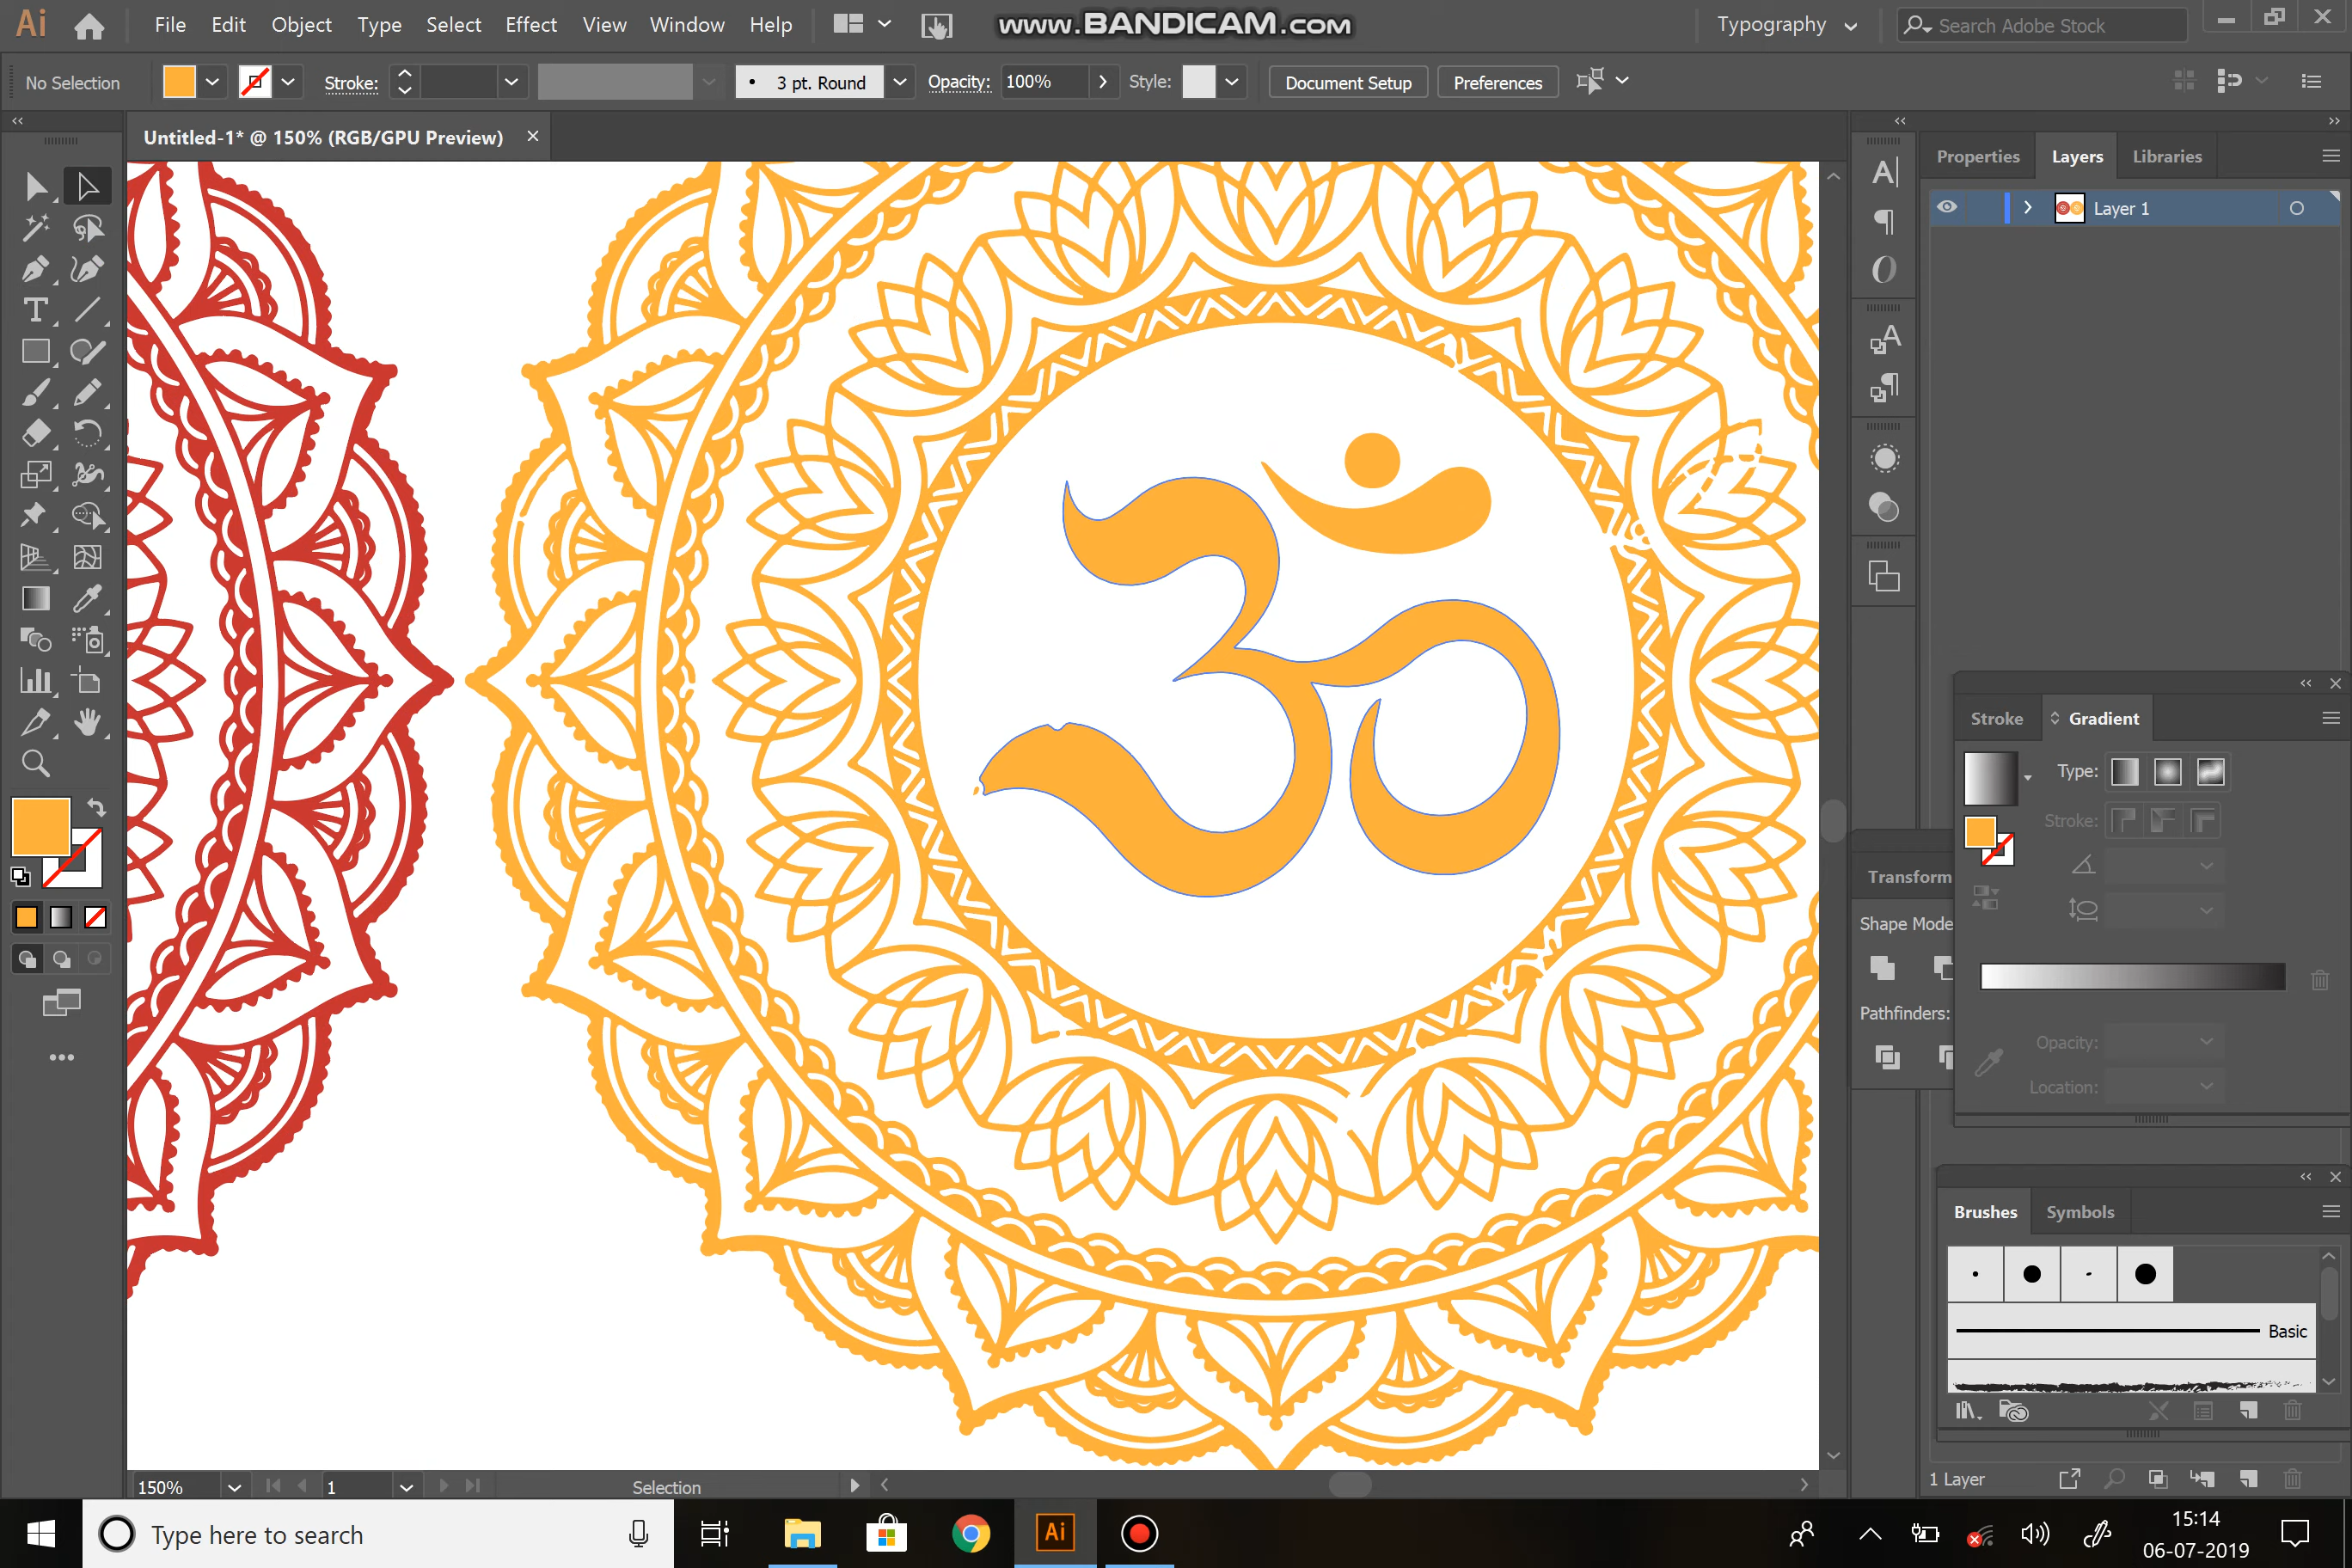 Ai File Edit Object Type Select Effect View Window Help www.BANDICAM.com Typography Search Adobe Stock
No Selection Stroke: 3 pt. Round Opacity: 100% Style: Document Setup Preferences
Untitled-1* @ 150% (RGB/GPU Preview)
Properties Layers Libraries
Layer 1
ॐ
Stroke Gradient
Type:
Stroke:
Transform
Shape Mode
Pathfinders:
Opacity:
Location:
Brushes Symbols
Basic
150% 1 Selection
1 Layer
Type here to search
Ai
15:14
06-07-2019